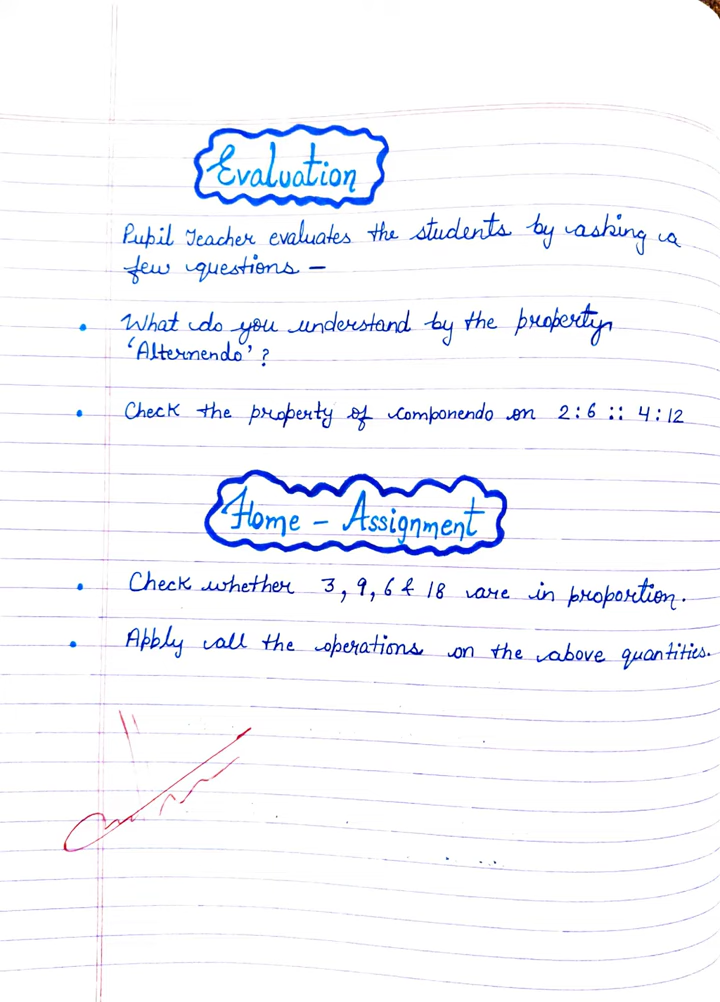 Evaluation
Pupil Teacher evaluates the students by asking a
few questions –
• What do you understand by the property
'Alternendo'?
• Check the property of componendo on 2:6 :: 4:12
Home – Assignment
• Check whether 3, 9, 6 & 18 are in proportion.
• Apply all the operations on the above quantities.